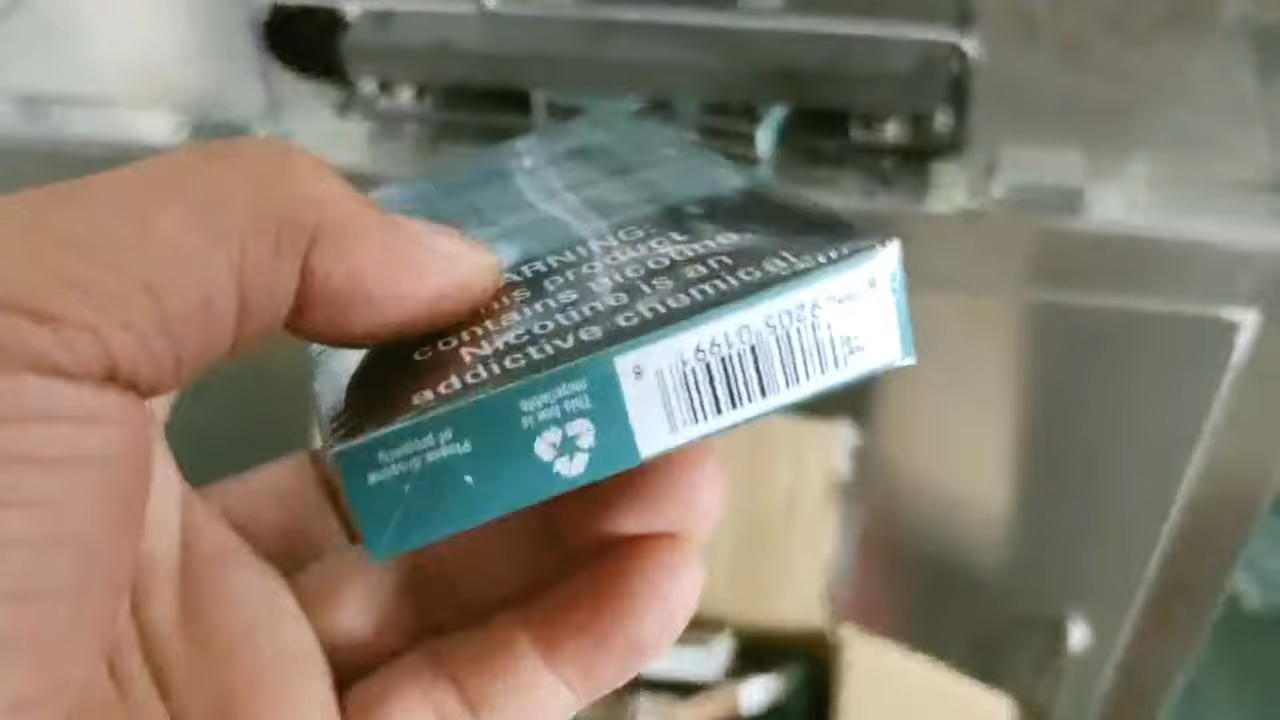 WARNING:
This product
contains nicotine.
Nicotine is an
addictive chemical.
This box is
recyclable
Please dispose
of properly